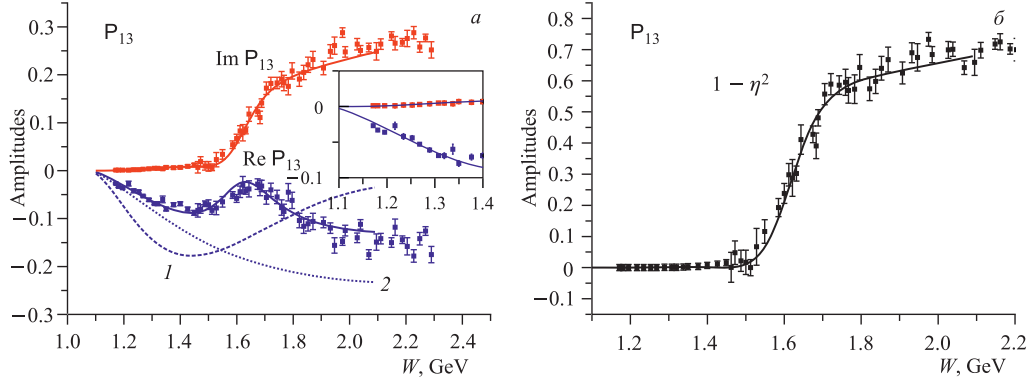 P13
а
Amplitudes
0.3
0.2
0.1
0
−0.1
−0.2
−0.3
Im P13
Re P13
1
2
0
−0.1
1.1 1.2 1.3 1.4
1.0 1.2 1.4 1.6 1.8 2.0 2.2 2.4
W, GeV
P13
б
Amplitudes
0.8
0.7
0.6
0.5
0.4
0.3
0.2
0.1
0
−0.1
1 − η²
1.2 1.4 1.6 1.8 2.0 2.2
W, GeV